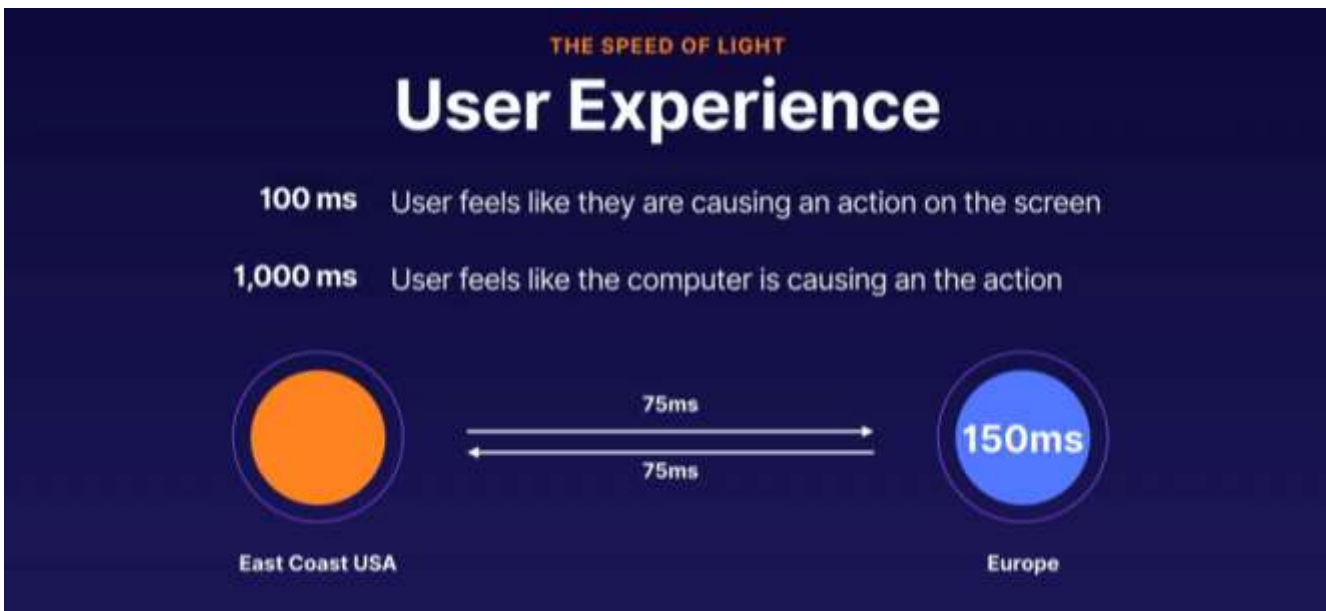 THE SPEED OF LIGHT
User Experience
100 ms User feels like they are causing an action on the screen
1,000 ms User feels like the computer is causing an the action
75ms
150ms
75ms
East Coast USA
Europe